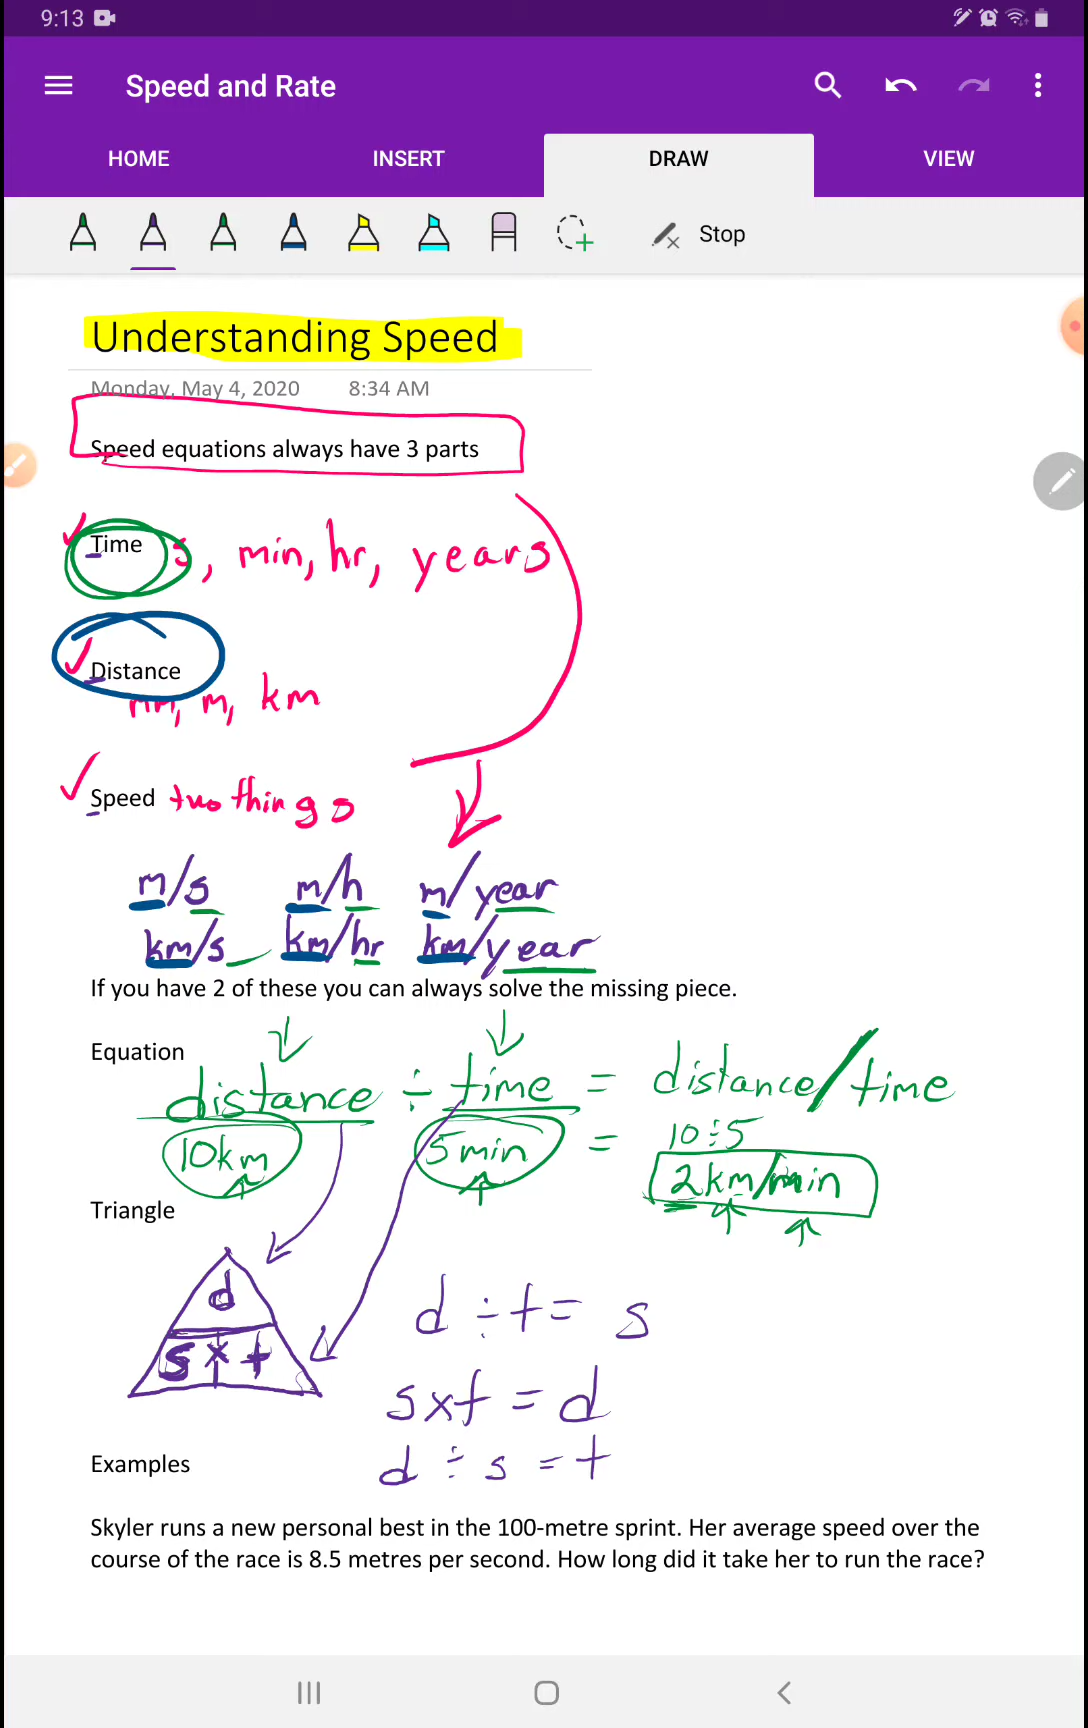 9:13
Speed and Rate
HOME INSERT DRAW VIEW
Stop
Understanding Speed
Monday, May 4, 2020 8:34 AM
Speed equations always have 3 parts
Time s, min, hr, years
Distance
m, km
Speed two things
m/s m/h m/year
km/s km/hr km/year
If you have 2 of these you can always solve the missing piece.
Equation
distance ÷ time = distance/time
10km 5min = 10÷5
2km/min
Triangle
d
s x t
d ÷ t = s
s x t = d
d ÷ s = t
Examples
Skyler runs a new personal best in the 100-metre sprint. Her average speed over the
course of the race is 8.5 metres per second. How long did it take her to run the race?